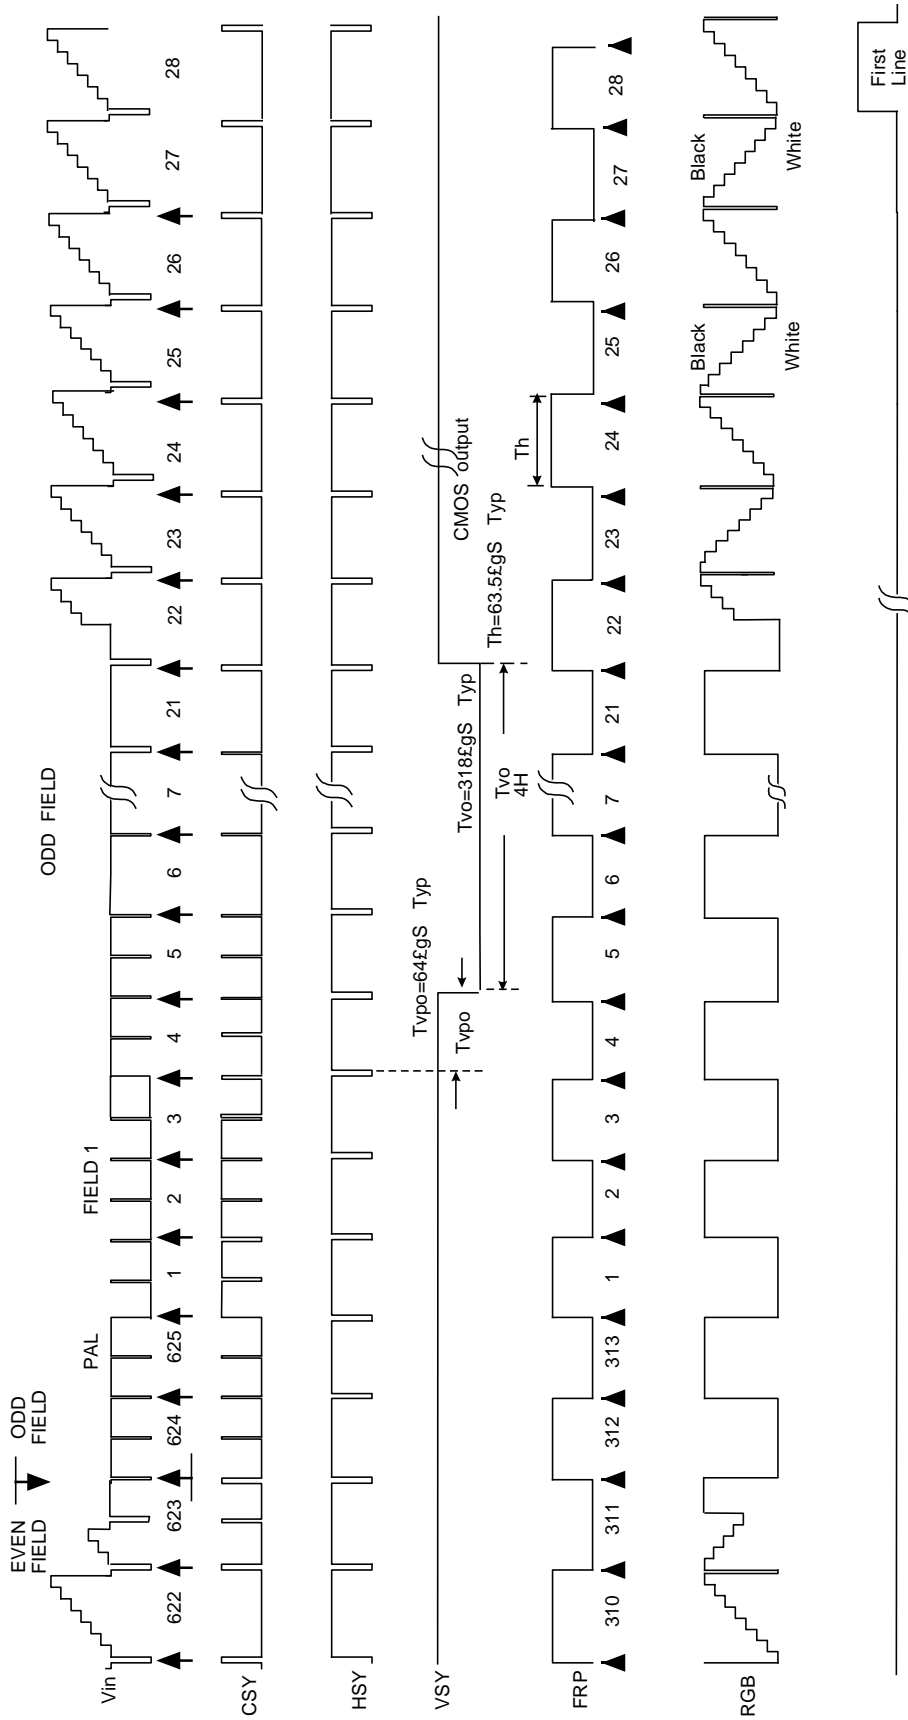 EVEN FIELD
ODD FIELD
PAL
FIELD 1
ODD FIELD
Vin
622 623 624 625 1 2 3 4 5 6 7 21 22 23 24 25 26 27 28
CSY
HSY
VSY
Tvpo=64£gS Typ
Tvpo
Tvo=318£gS Typ
Tvo
4H
Th=63.5£gS Typ
CMOS output
Th
FRP
310 311 312 313 1 2 3 4 5 6 7 21 22 23 24 25 26 27 28
RGB
Black
White
Black
White
First
Line